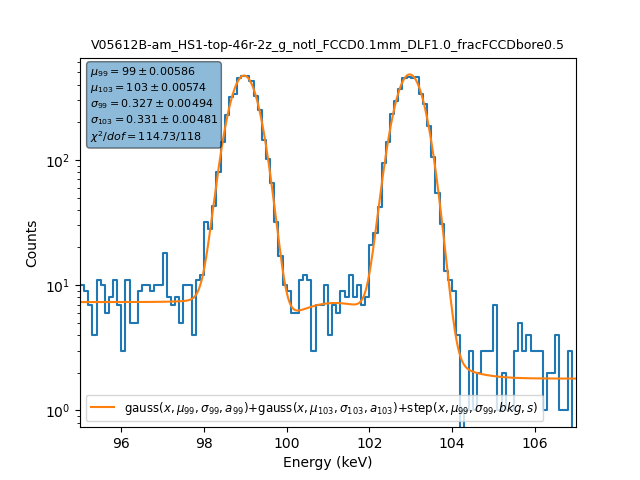 V05612B-am_HS1-top-46r-2z_g_notl_FCCD0.1mm_DLF1.0_fracFCCDbore0.5
μ₉₉ = 99 ± 0.00586
μ₁₀₃ = 103 ± 0.00574
σ₉₉ = 0.327 ± 0.00494
σ₁₀₃ = 0.331 ± 0.00481
χ²/dof = 114.73/118
Counts
10²
10¹
10⁰
gauss(x, μ₉₉, σ₉₉, a₉₉)+gauss(x, μ₁₀₃, σ₁₀₃, a₁₀₃)+step(x, μ₉₉, σ₉₉, bkg, s)
96 98 100 102 104 106
Energy (keV)